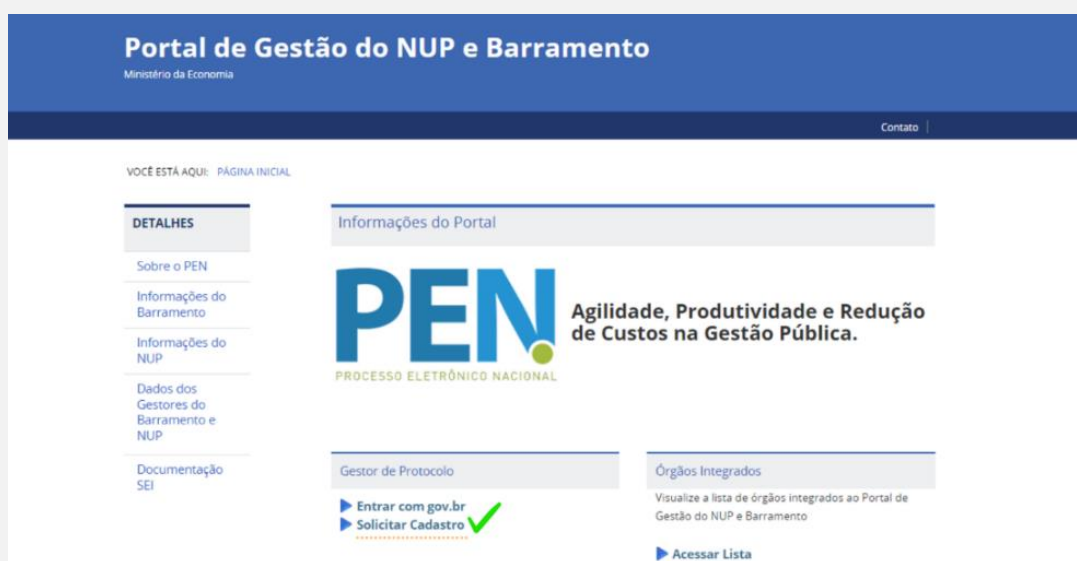 Portal de Gestão do NUP e Barramento
Ministério da Economia
Contato
VOCÊ ESTÁ AQUI: PÁGINA INICIAL
DETALHES
Sobre o PEN
Informações do
Barramento
Informações do
NUP
Dados dos
Gestores do
Barramento e
NUP
Documentação
SEI
Informações do Portal
PEN
PROCESSO ELETRÔNICO NACIONAL
Agilidade, Produtividade e Redução
de Custos na Gestão Pública.
Gestor de Protocolo
Entrar com gov.br
Solicitar Cadastro
Órgãos Integrados
Visualize a lista de órgãos integrados ao Portal de
Gestão do NUP e Barramento
Acessar Lista